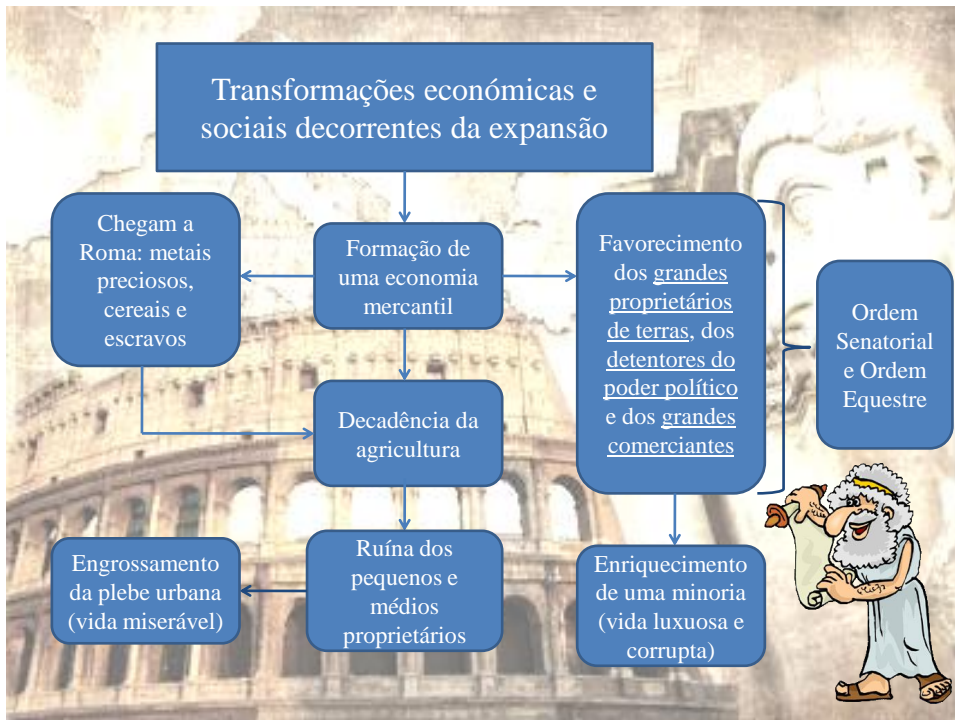 Transformações económicas e
sociais decorrentes da expansão
Chegam a
Roma: metais
preciosos,
cereais e
escravos
Formação de
uma economia
mercantil
Favorecimento
dos grandes
proprietários
de terras, dos
detentores do
poder político
e dos grandes
comerciantes
Ordem
Senatorial
e Ordem
Equestre
Decadência da
agricultura
Engrossamento
da plebe urbana
(vida miserável)
Ruína dos
pequenos e
médios
proprietários
Enriquecimento
de uma minoria
(vida luxuosa e
corrupta)